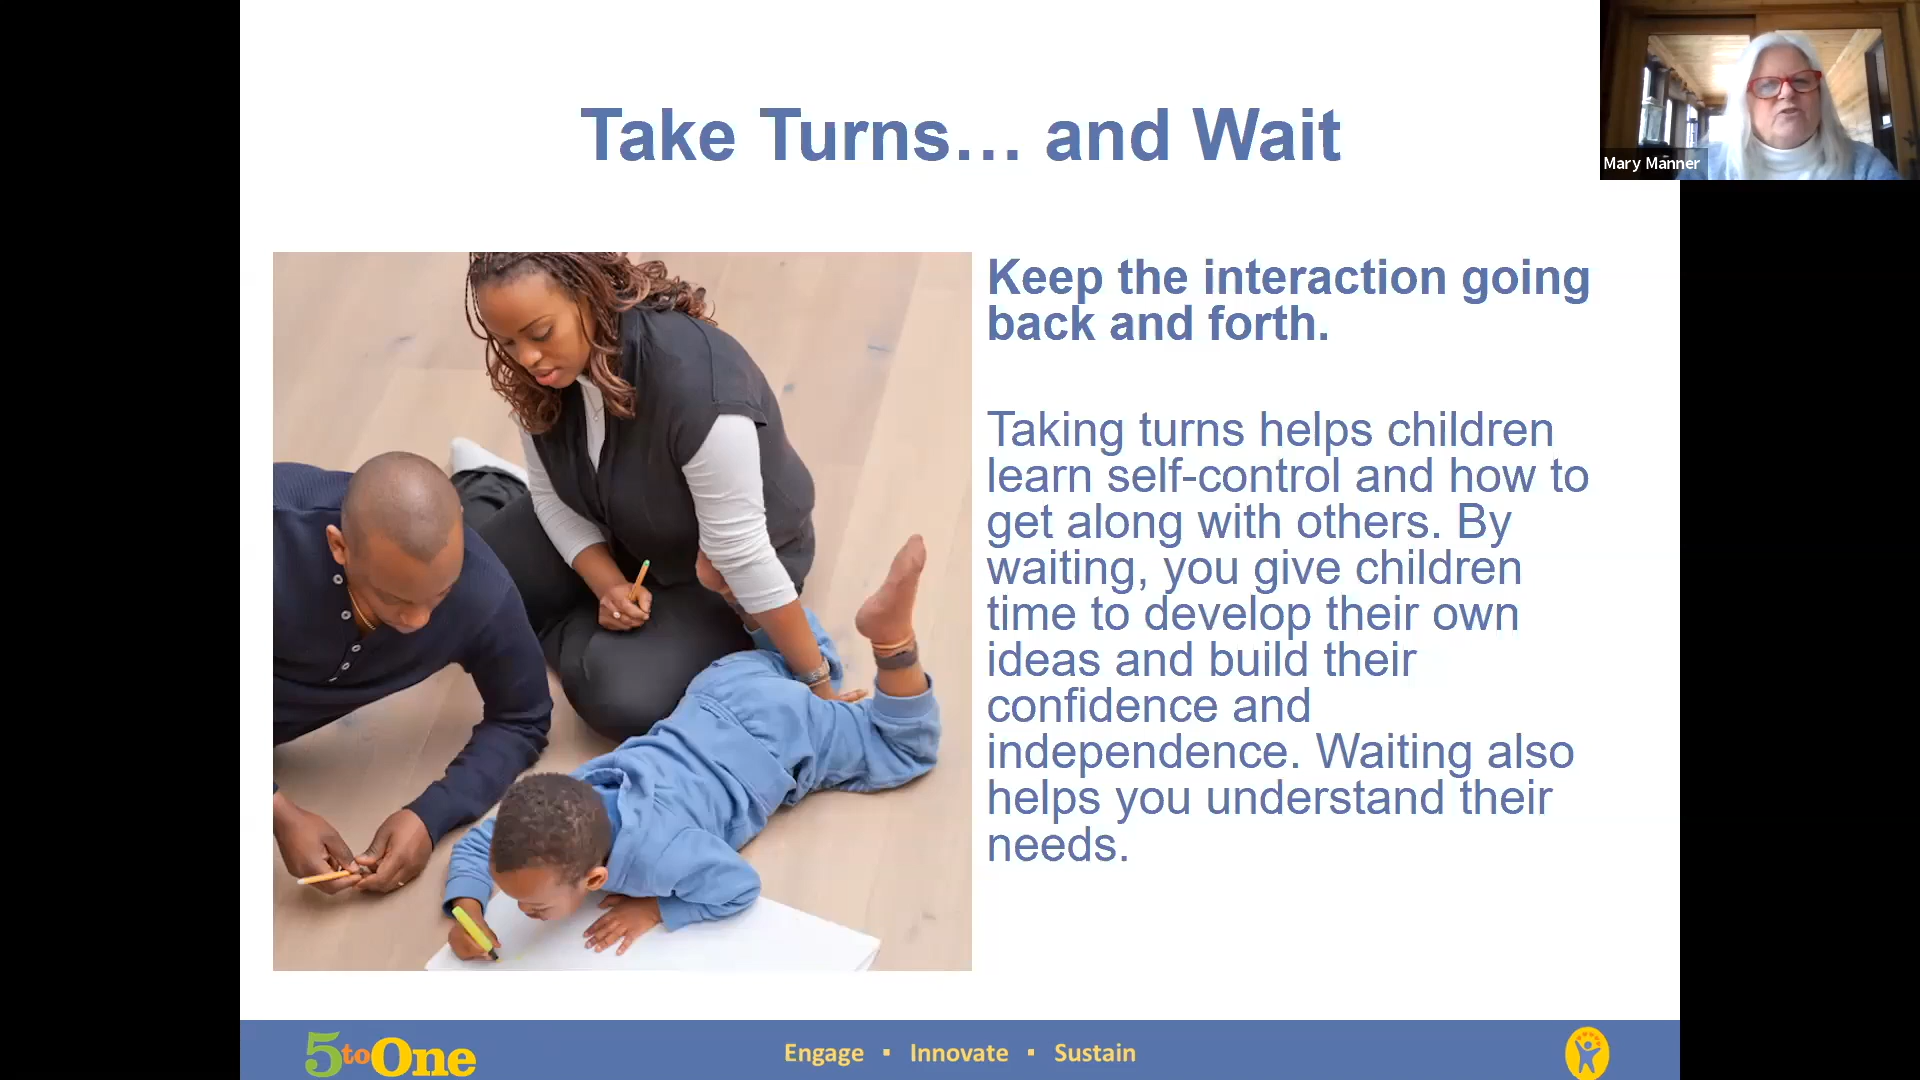 Take Turns… and Wait
Mary Manner
Keep the interaction going
back and forth.
Taking turns helps children
learn self-control and how to
get along with others. By
waiting, you give children
time to develop their own
ideas and build their
confidence and
independence. Waiting also
helps you understand their
needs.
5toOne
Engage ▪ Innovate ▪ Sustain